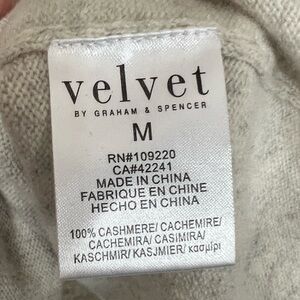 velvet
BY GRAHAM & SPENCER
M
RN#109220
CA#42241
MADE IN CHINA
FABRIQUE EN CHINE
HECHO EN CHINA
100% CASHMERE/ CACHEMIRE/
CACHEMIRA/ CASIMIRA/
KASCHMIR/ KASJMIER/ κασμίρι